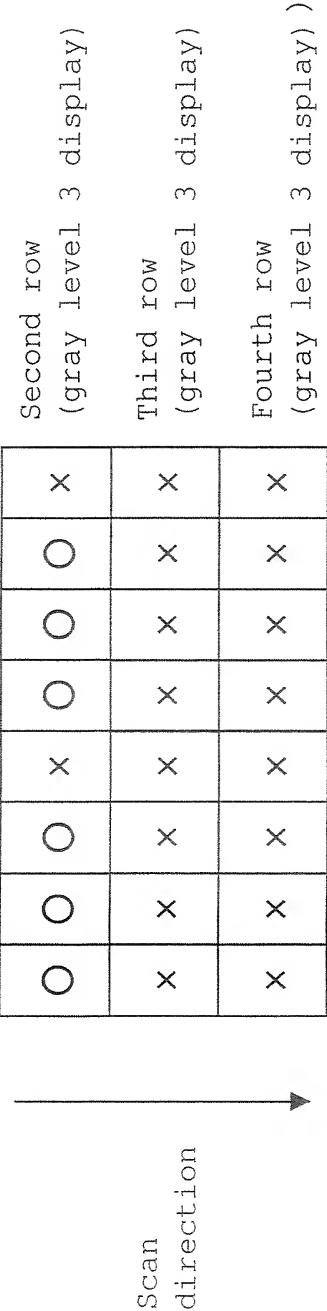 Scan
direction
O O O × O O O ×
Second row
(gray level 3 display)
× × × × × × × ×
Third row
(gray level 3 display)
× × × × × × × ×
Fourth row
(gray level 3 display) )